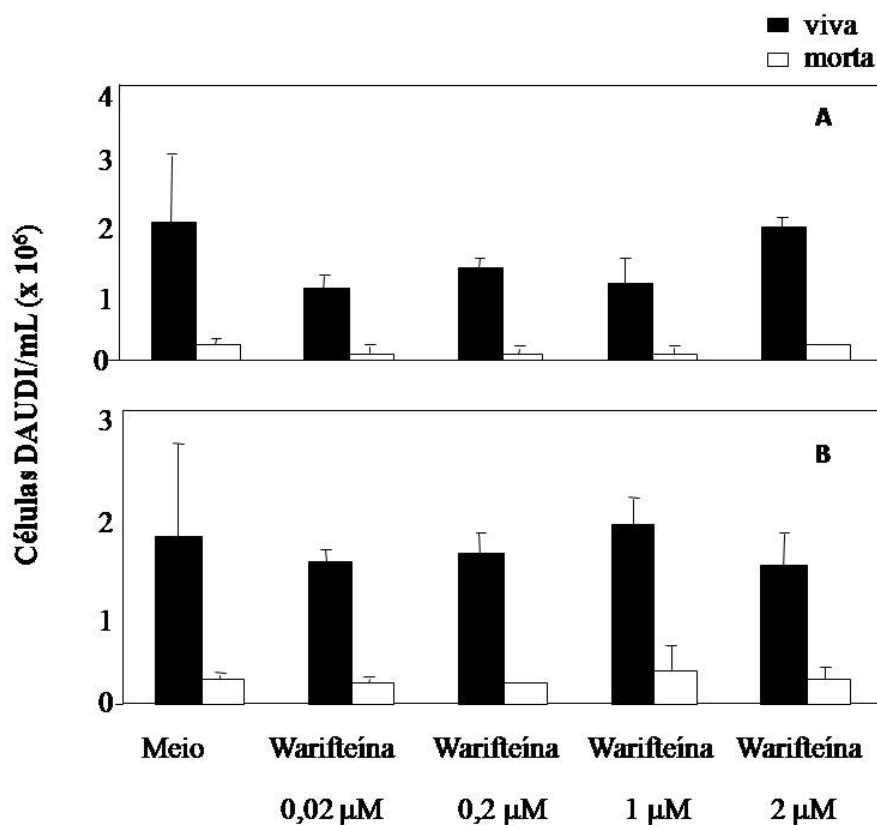 viva
morta
4
A
3
2
1
0
3
B
2
1
0
Células DAUDI/mL (x 10⁶)
Meio Warifteína Warifteína Warifteína Warifteína
0,02 µM 0,2 µM 1 µM 2 µM